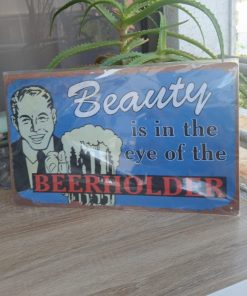 Beauty
is in the
eye of the
BEERHOLDER